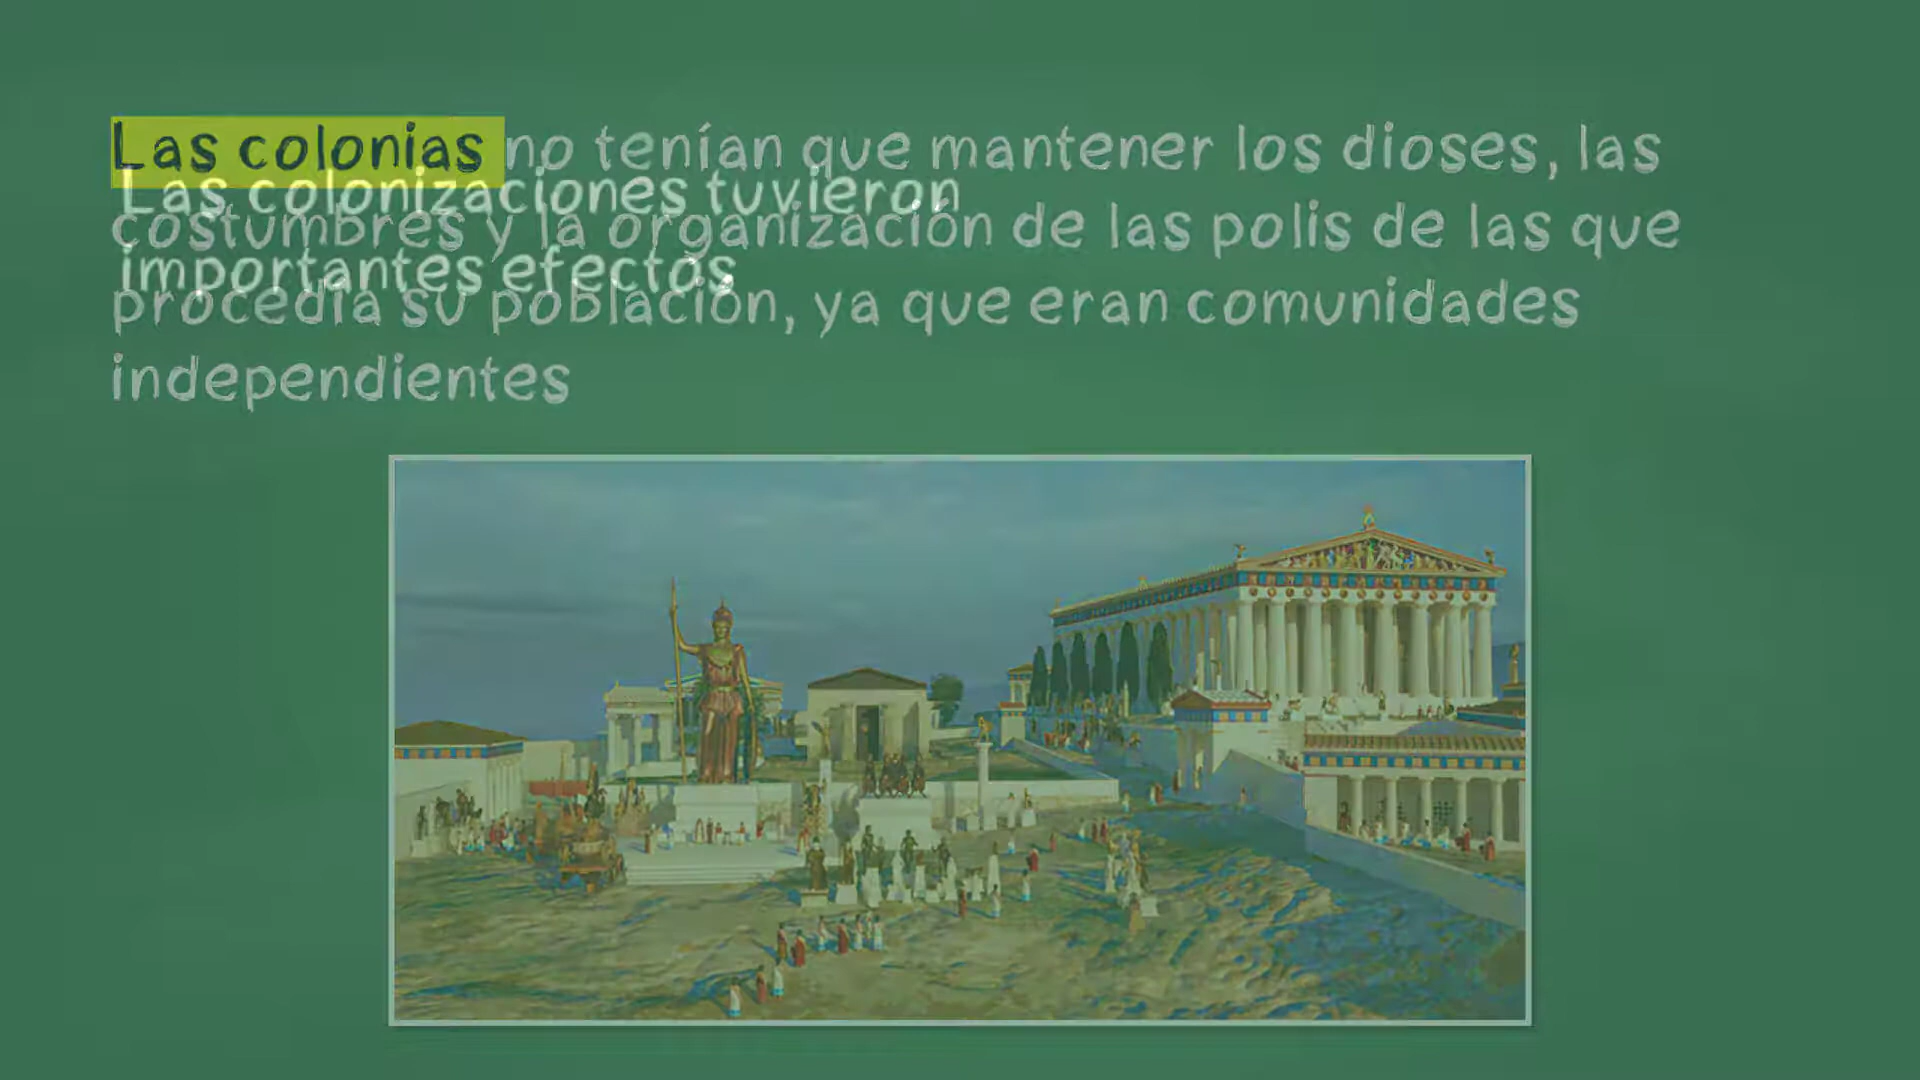 Las colonias no tenían que mantener los dioses, las
costumbres y la organización de las polis de las que
procedía su población, ya que eran comunidades
independientes
Las colonizaciones tuvieron
importantes efectos